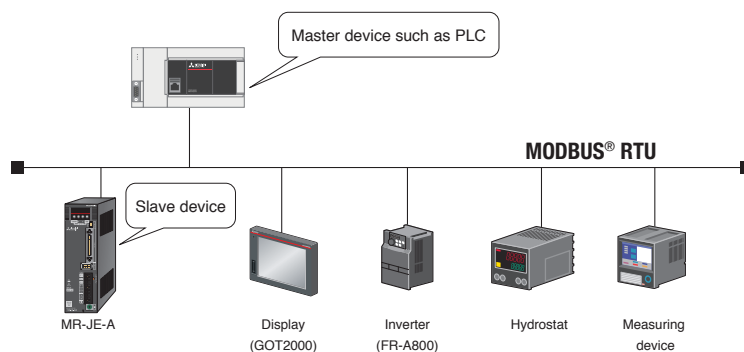 Master device such as PLC
MODBUS® RTU
Slave device
MR-JE-A
Display
(GOT2000)
Inverter
(FR-A800)
Hydrostat
Measuring
device